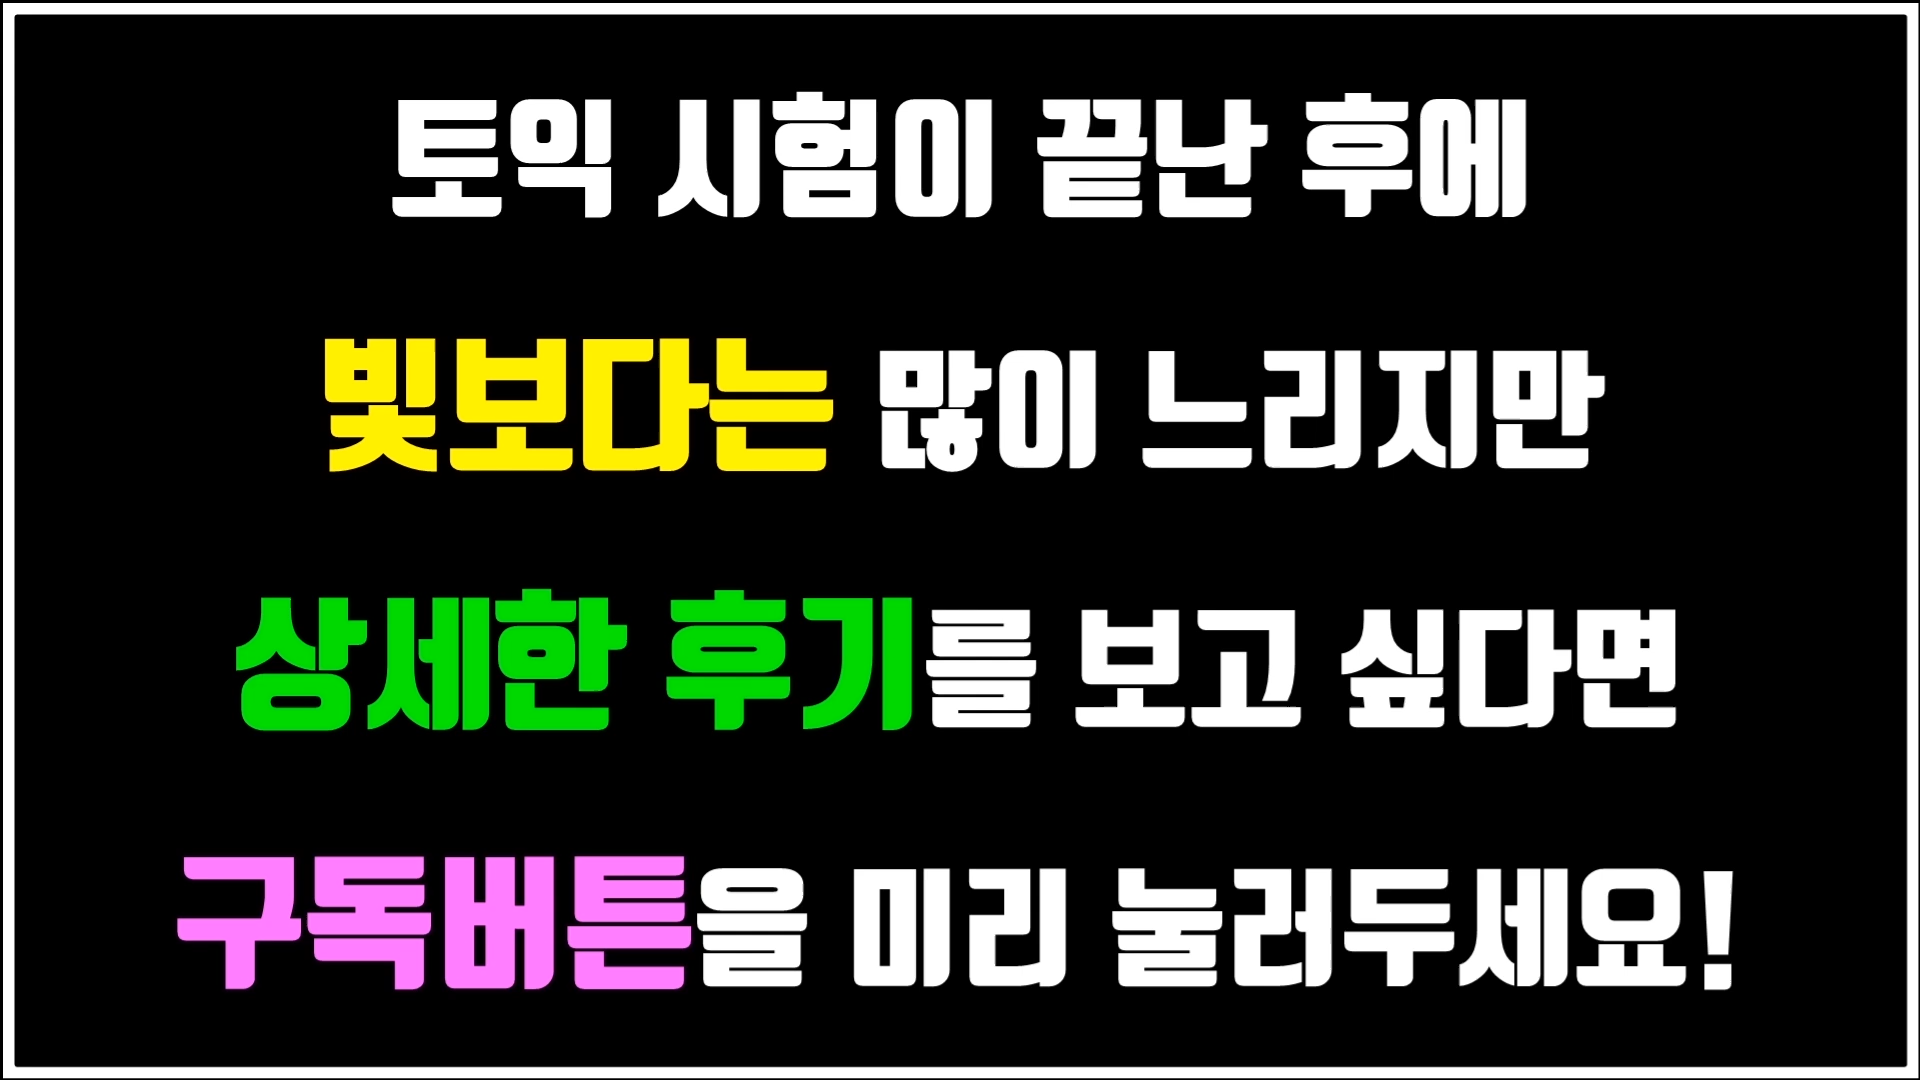 토익 시험이 끝난 후에
빛보다는 많이 느리지만
상세한 후기를 보고 싶다면
구독버튼을 미리 눌러두세요!